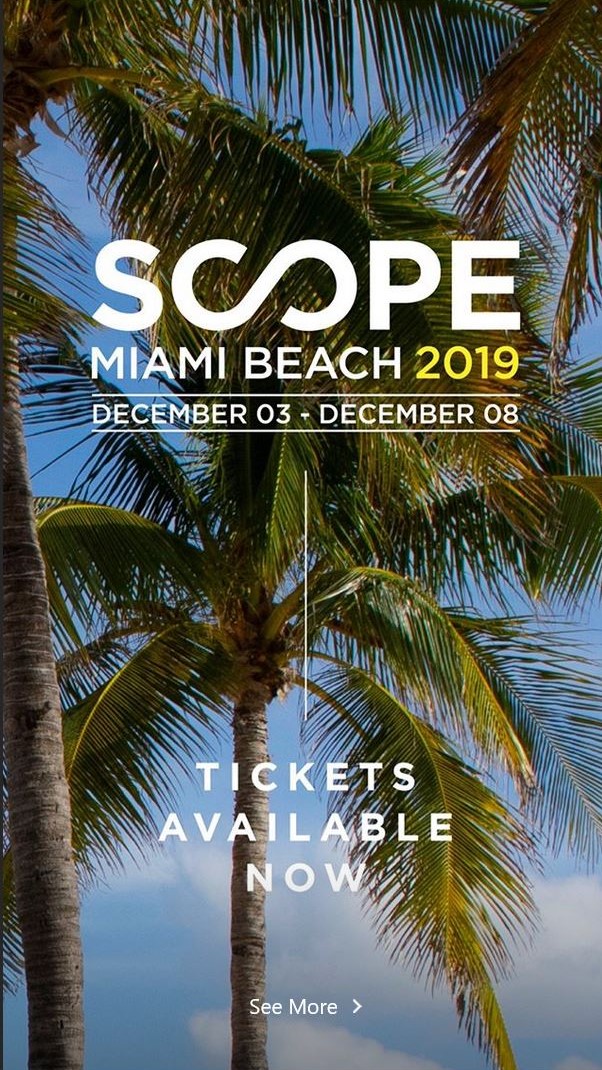 SCOPE
MIAMI BEACH 2019
DECEMBER 03 - DECEMBER 08
TICKETS
AVAILABLE
NOW
See More >